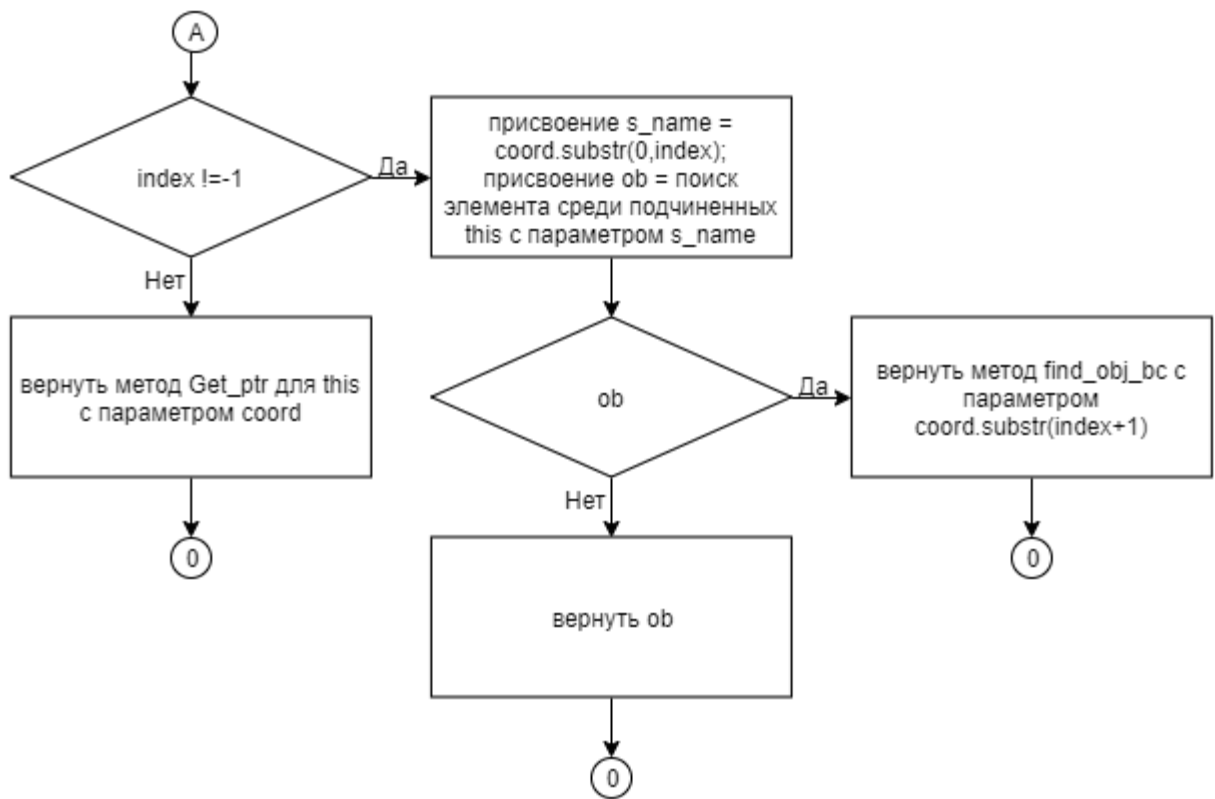 A
index !=-1
Да
присвоение s_name =
coord.substr(0,index);
присвоение ob = поиск
элемента среди подчиненных
this с параметром s_name
Нет
вернуть метод Get_ptr для this
с параметром coord
ob
Да
вернуть метод find_obj_bc с
параметром
coord.substr(index+1)
Нет
0
0
вернуть ob
0